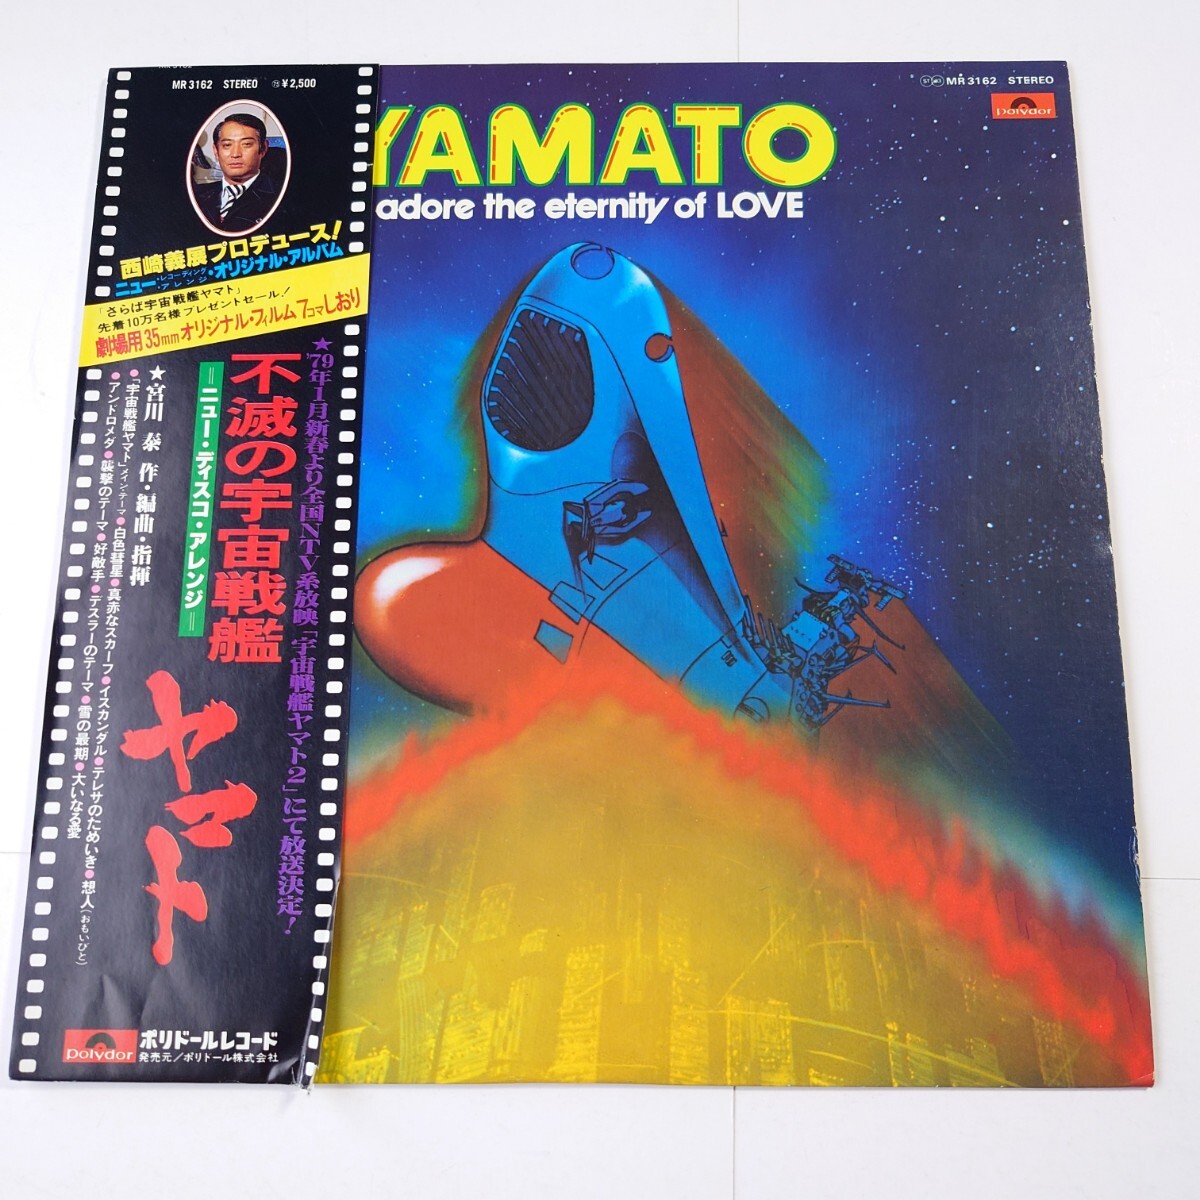 MR 3162 STEREO ㊆¥2,500
西崎義展プロデュース!
ニュー・レコーディング・アレンジ・オリジナル・アルバム
「さらば宇宙戦艦ヤマト」
先着10万名様プレゼントセール!
劇場用35mmオリジナル・フィルム7コマしおり
★'79年1月新春より全国NTV系放映「宇宙戦艦ヤマト2」にて放送決定!
不滅の宇宙戦艦
ヤマト
=ニュー・ディスコ・アレンジ=
★宮川 泰 作・編曲・指揮
●「宇宙戦艦ヤマト」メイン・テーマ●白色彗星●真赤なスカーフ●イスカンダル●テレサのためいき●想人(おもいびと)
●アンドロメダ●襲撃のテーマ●好敵手●デスラーのテーマ●雪の最期●大いなる愛
polydor
ポリドールレコード
発売元/ポリドール株式会社
MR 3162 STEREO
polydor
YAMATO
adore the eternity of LOVE